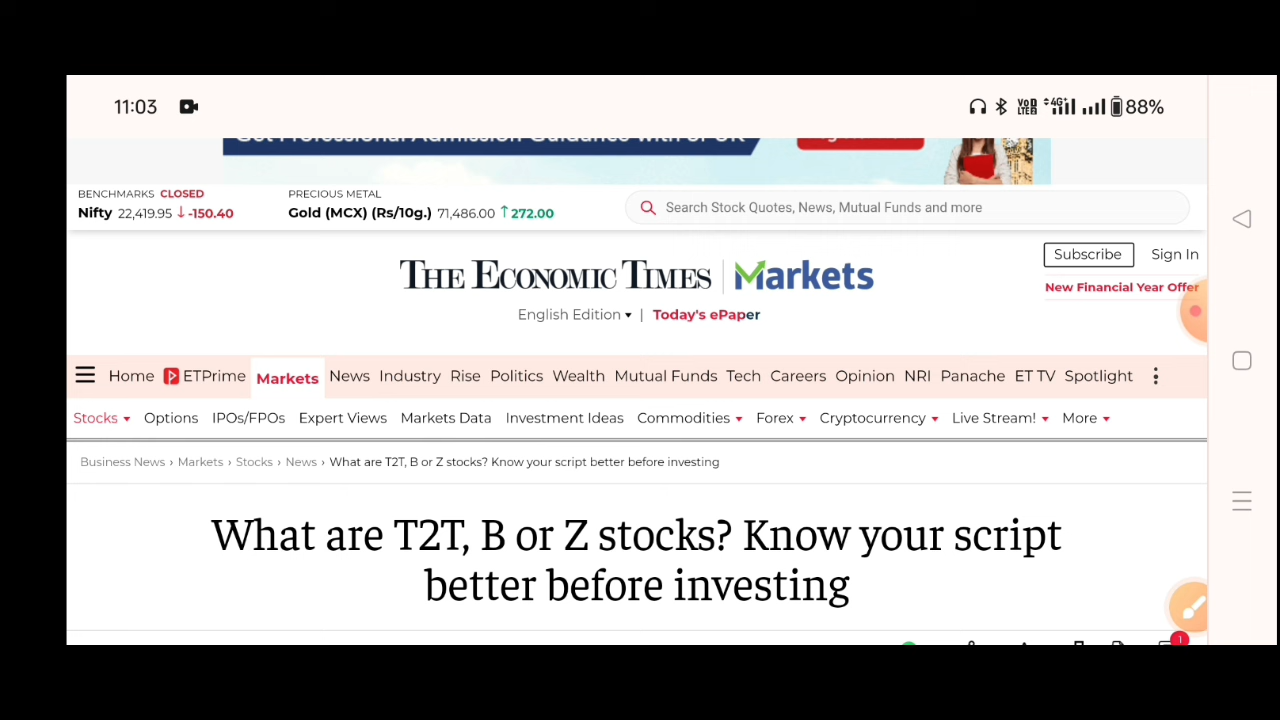 11:03 88%
BENCHMARKS CLOSED PRECIOUS METAL
Nifty 22,419.95 ↓ -150.40 Gold (MCX) (Rs/10g.) 71,486.00 ↑ 272.00
Search Stock Quotes, News, Mutual Funds and more
Subscribe Sign In
New Financial Year Offer
THE ECONOMIC TIMES | Markets
English Edition ▾ | Today's ePaper
Home ETPrime Markets News Industry Rise Politics Wealth Mutual Funds Tech Careers Opinion NRI Panache ET TV Spotlight
Stocks ▾ Options IPOs/FPOs Expert Views Markets Data Investment Ideas Commodities ▾ Forex ▾ Cryptocurrency ▾ Live Stream! ▾ More ▾
Business News › Markets › Stocks › News › What are T2T, B or Z stocks? Know your script better before investing
What are T2T, B or Z stocks? Know your script
better before investing
1